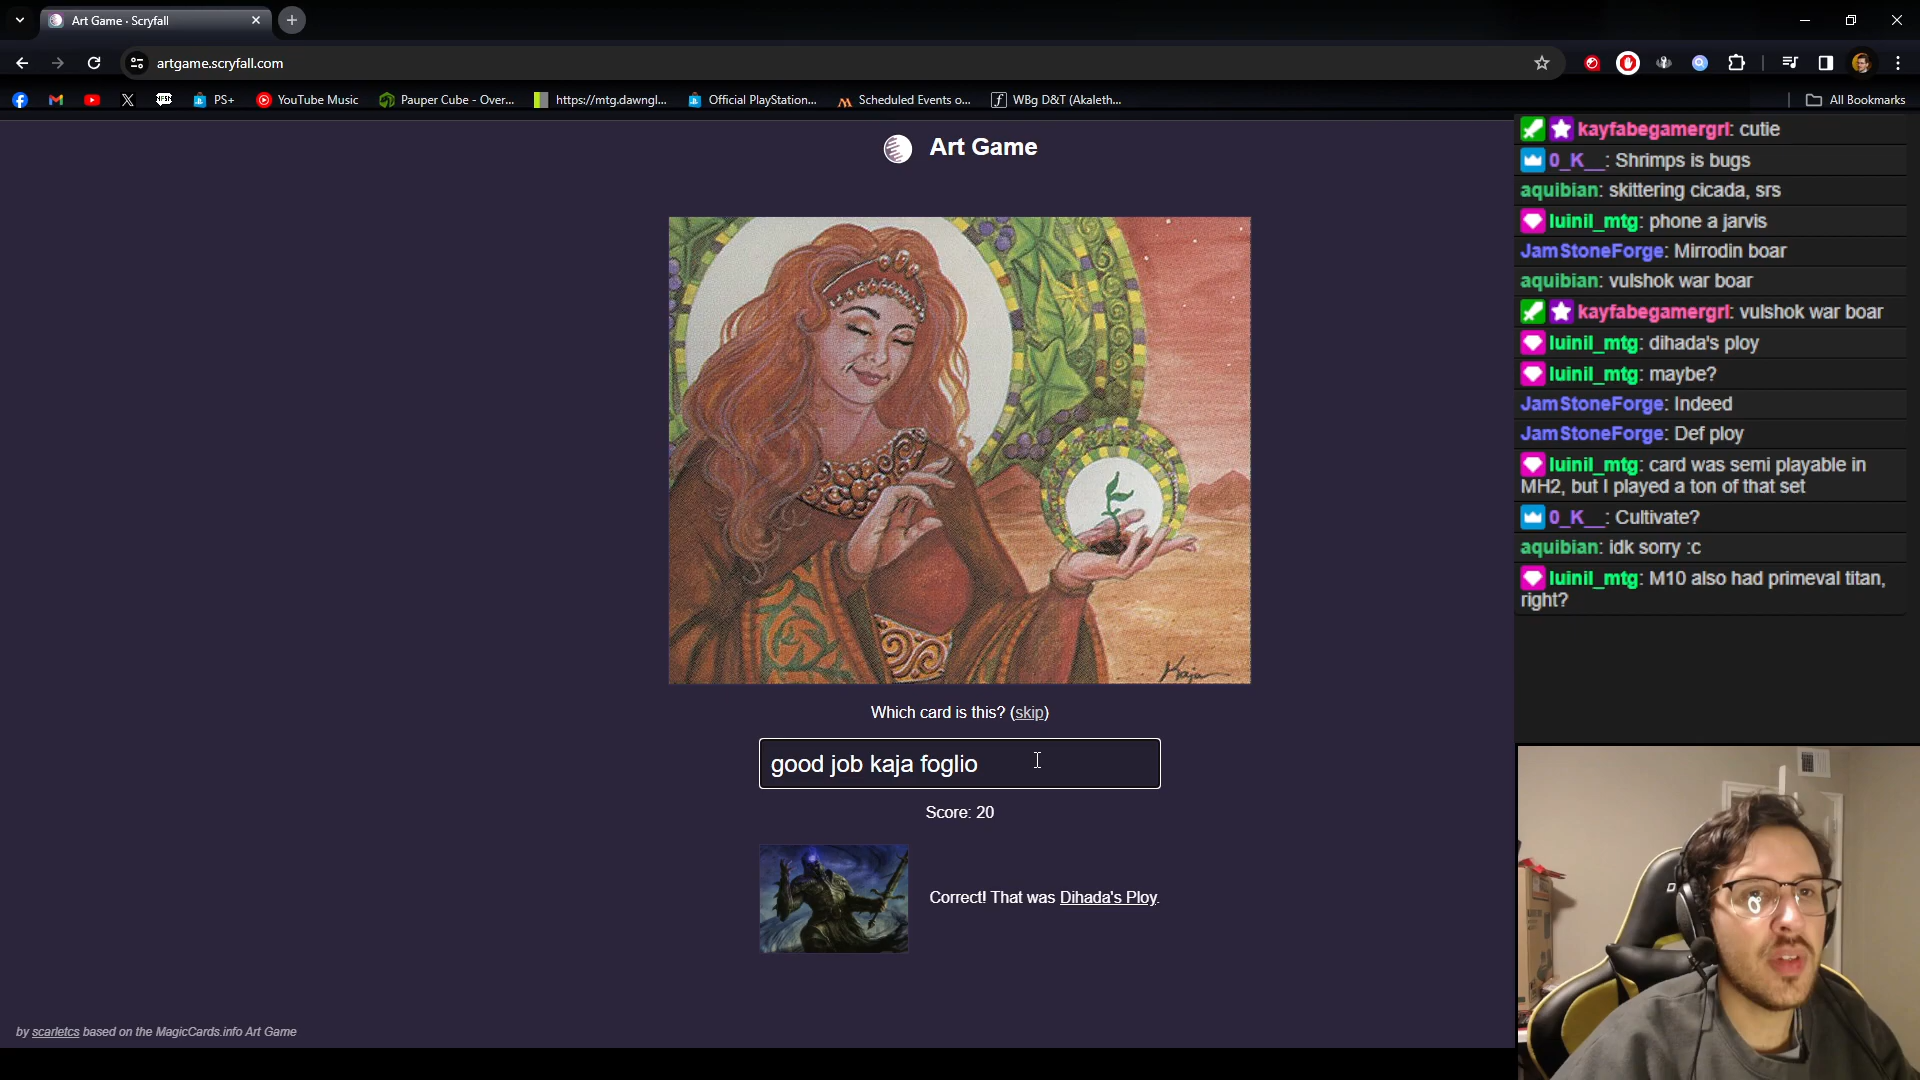 Art Game · Scryfall
artgame.scryfall.com
PS+
YouTube Music
Pauper Cube - Over...
https://mtg.dawngl...
Official PlayStation...
Scheduled Events o...
WBg D&T (Akaleth...
All Bookmarks
Art Game
Kaja
Which card is this? (skip)
good job kaja foglio
Score: 20
Correct! That was Dihada's Ploy.
by scarletcs based on the MagicCards.info Art Game
kayfabegamergrl: cutie
0_K__: Shrimps is bugs
aquibian: skittering cicada, srs
luinil_mtg: phone a jarvis
JamStoneForge: Mirrodin boar
aquibian: vulshok war boar
kayfabegamergrl: vulshok war boar
luinil_mtg: dihada's ploy
luinil_mtg: maybe?
JamStoneForge: Indeed
JamStoneForge: Def ploy
luinil_mtg: card was semi playable in
MH2, but I played a ton of that set
0_K__: Cultivate?
aquibian: idk sorry :c
luinil_mtg: M10 also had primeval titan,
right?